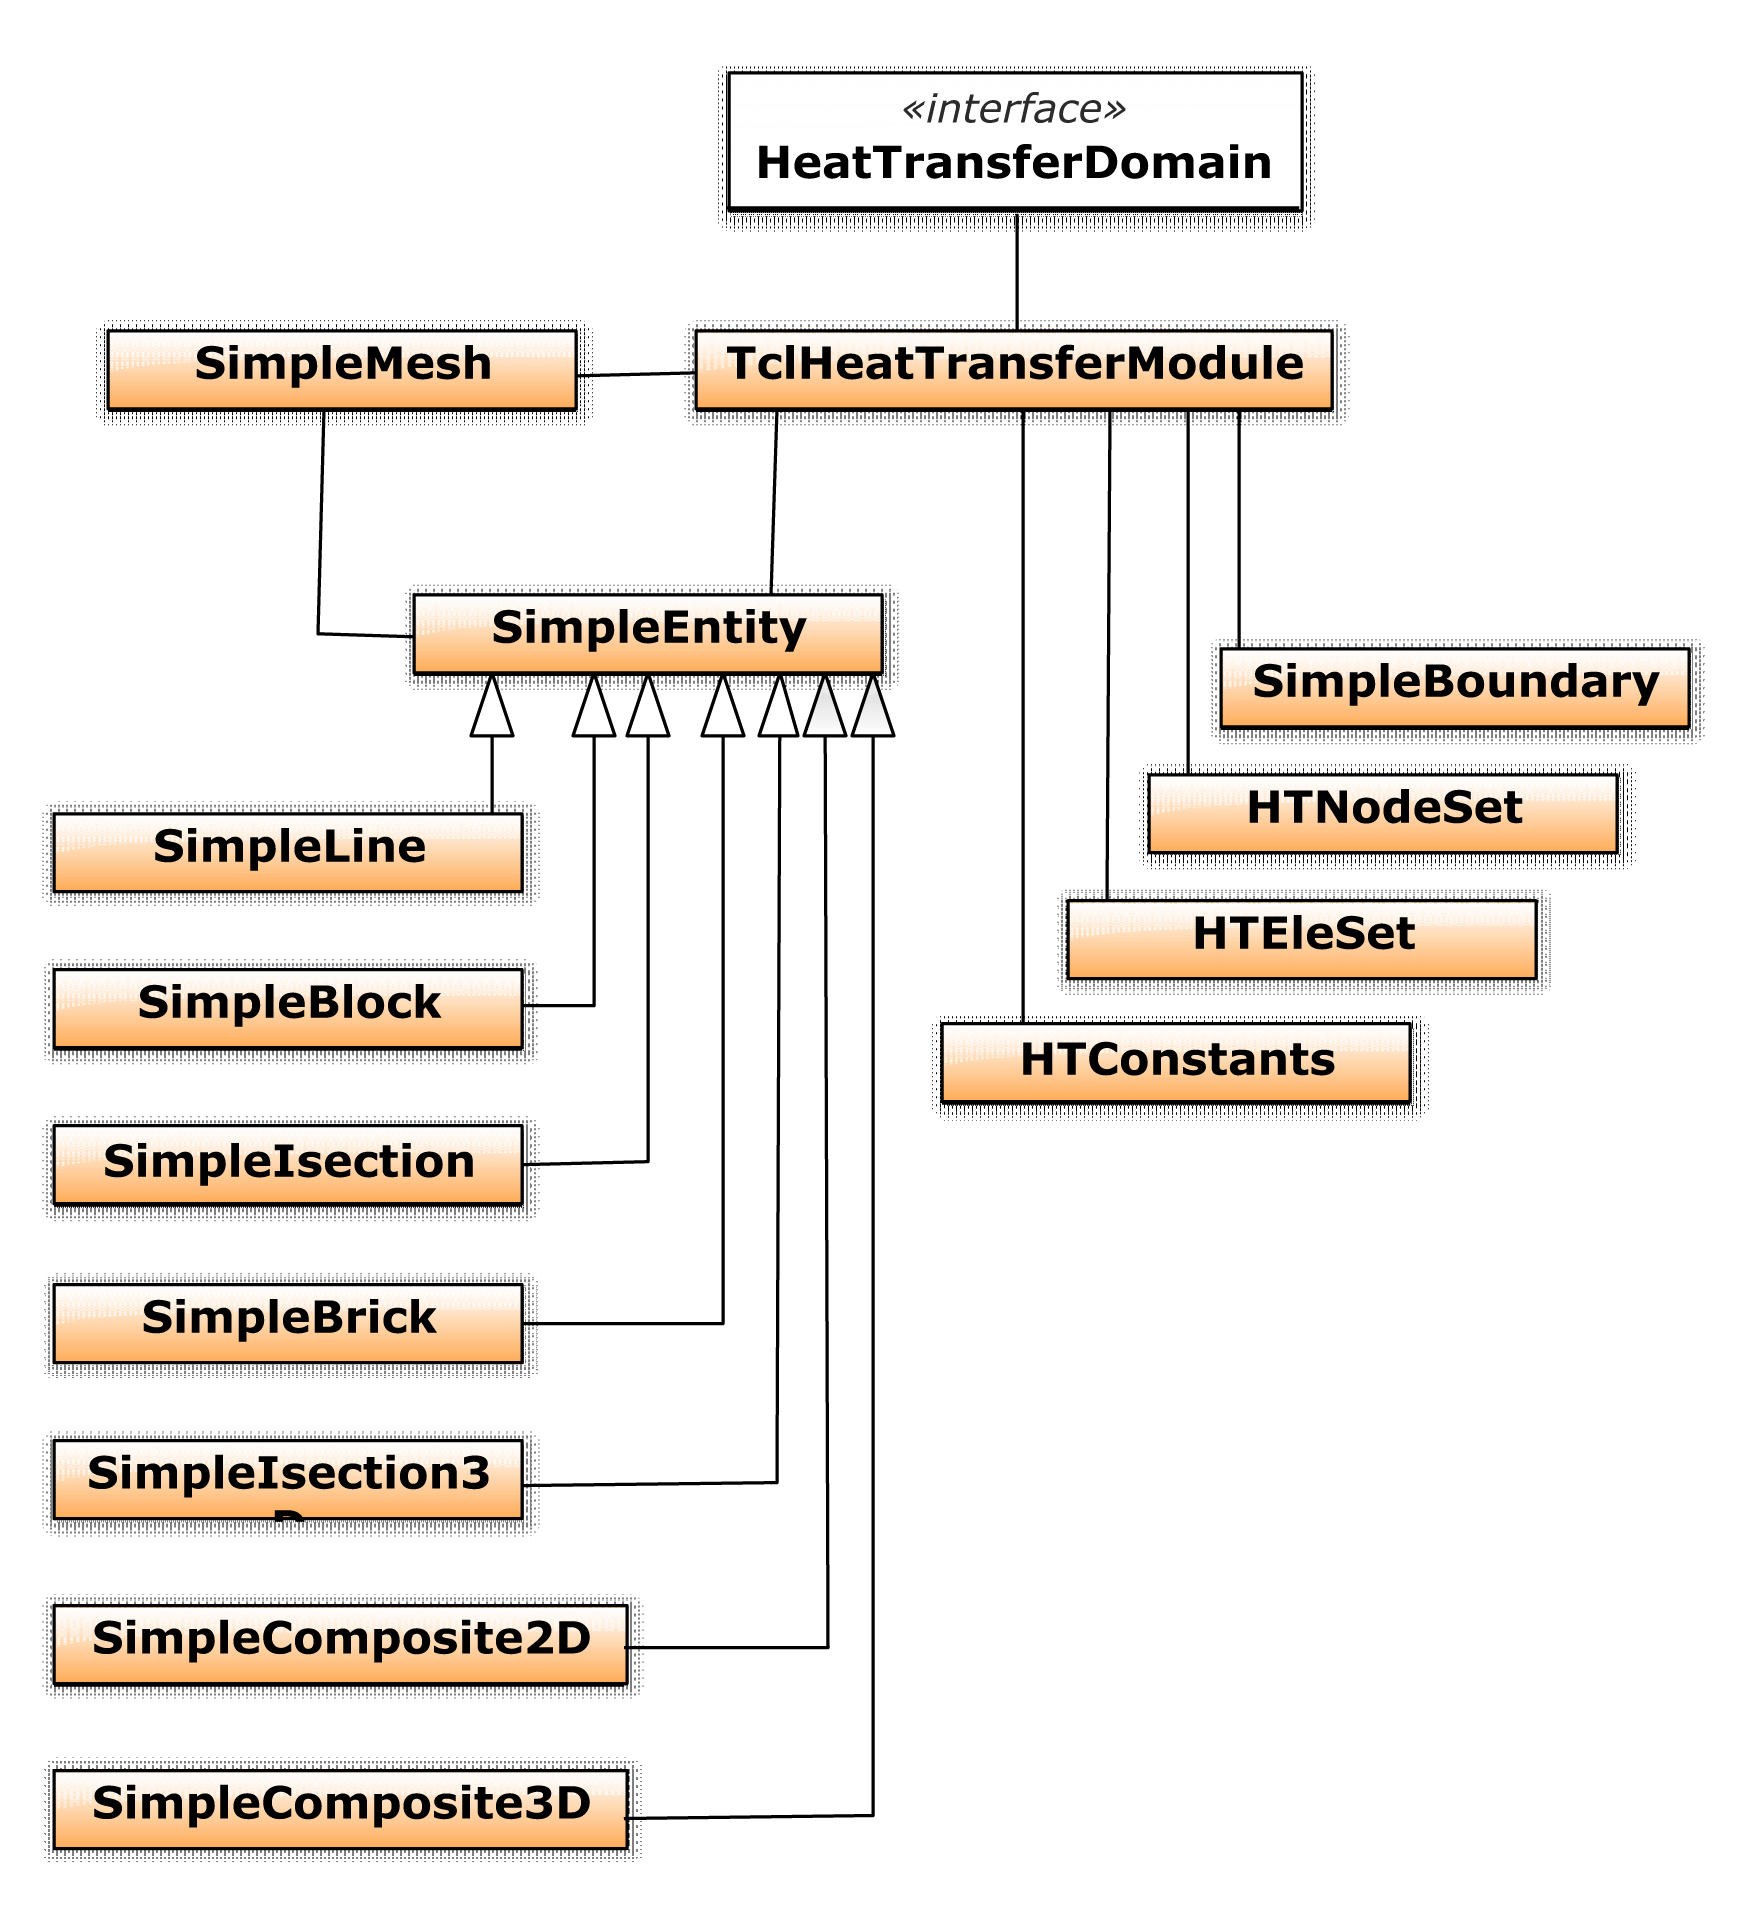 «interface»
HeatTransferDomain
SimpleMesh
TclHeatTransferModule
SimpleEntity
SimpleBoundary
HTNodeSet
SimpleLine
HTEleSet
SimpleBlock
HTConstants
SimpleIsection
SimpleBrick
SimpleIsection3
D
SimpleComposite2D
SimpleComposite3D